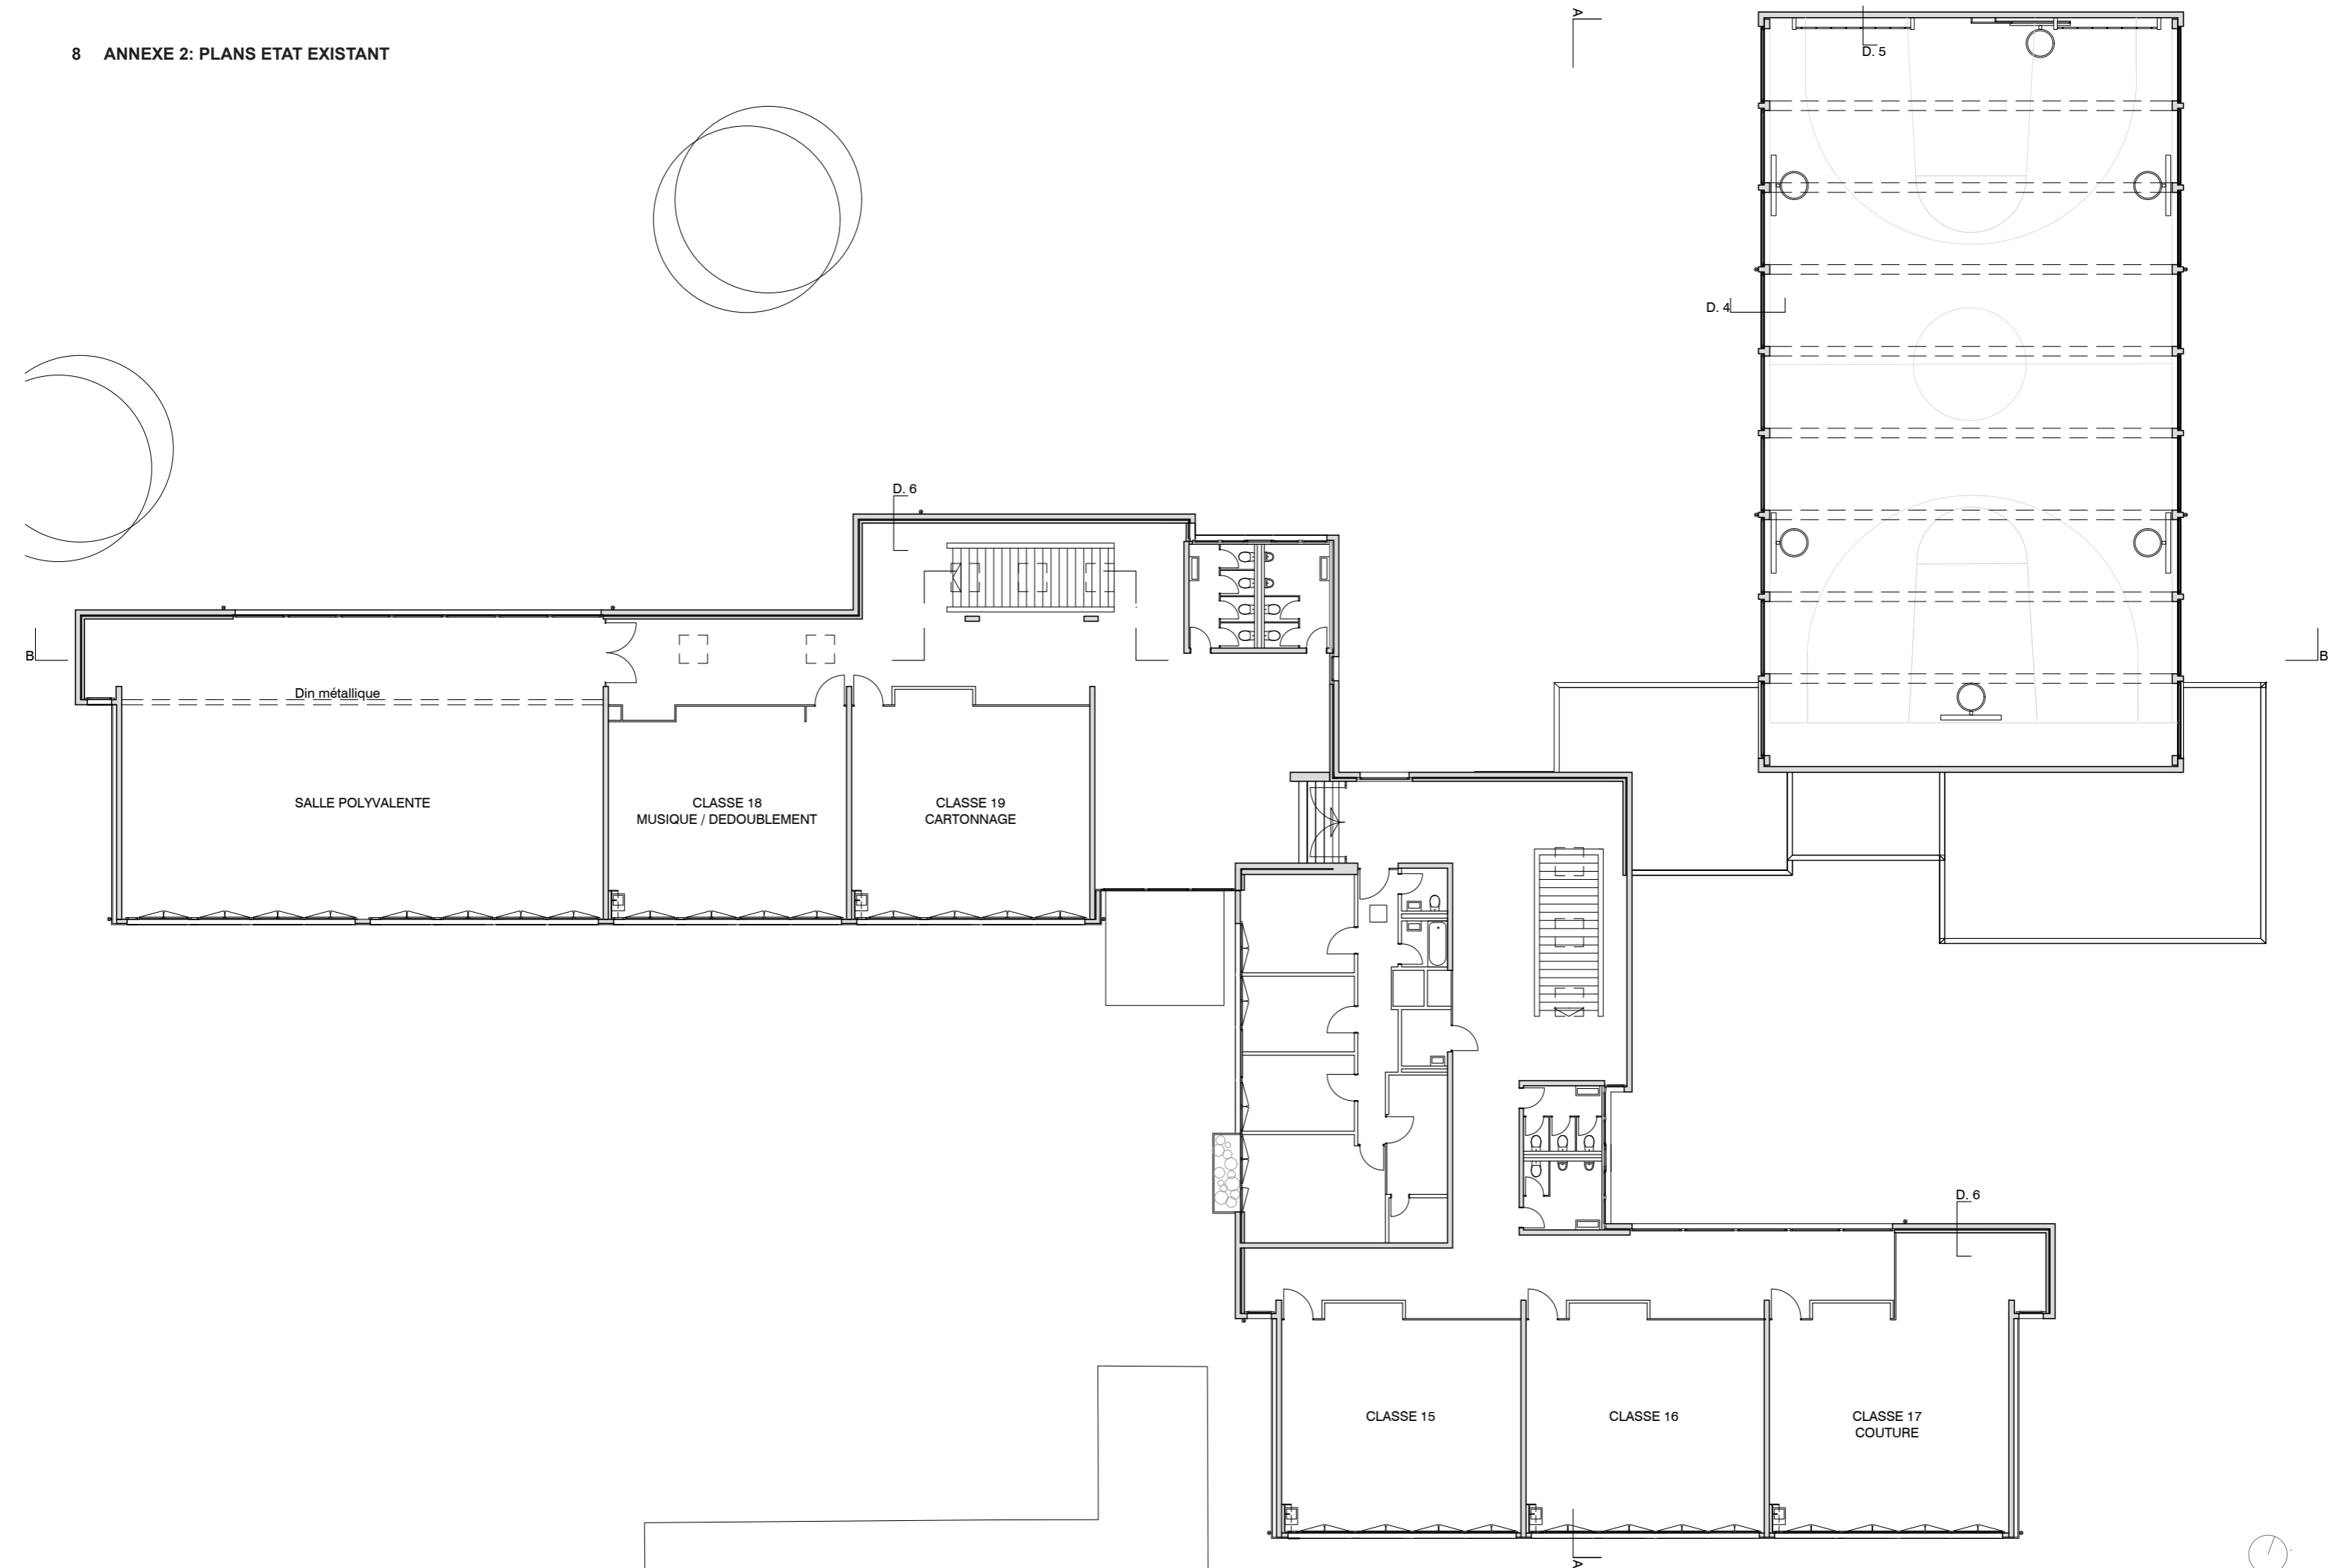 8 ANNEXE 2: PLANS ETAT EXISTANT
A
D. 5
D. 4
D. 6
B
B
Din métallique
SALLE POLYVALENTE
CLASSE 18
MUSIQUE / DEDOUBLEMENT
CLASSE 19
CARTONNAGE
D. 6
CLASSE 15
CLASSE 16
CLASSE 17
COUTURE
A